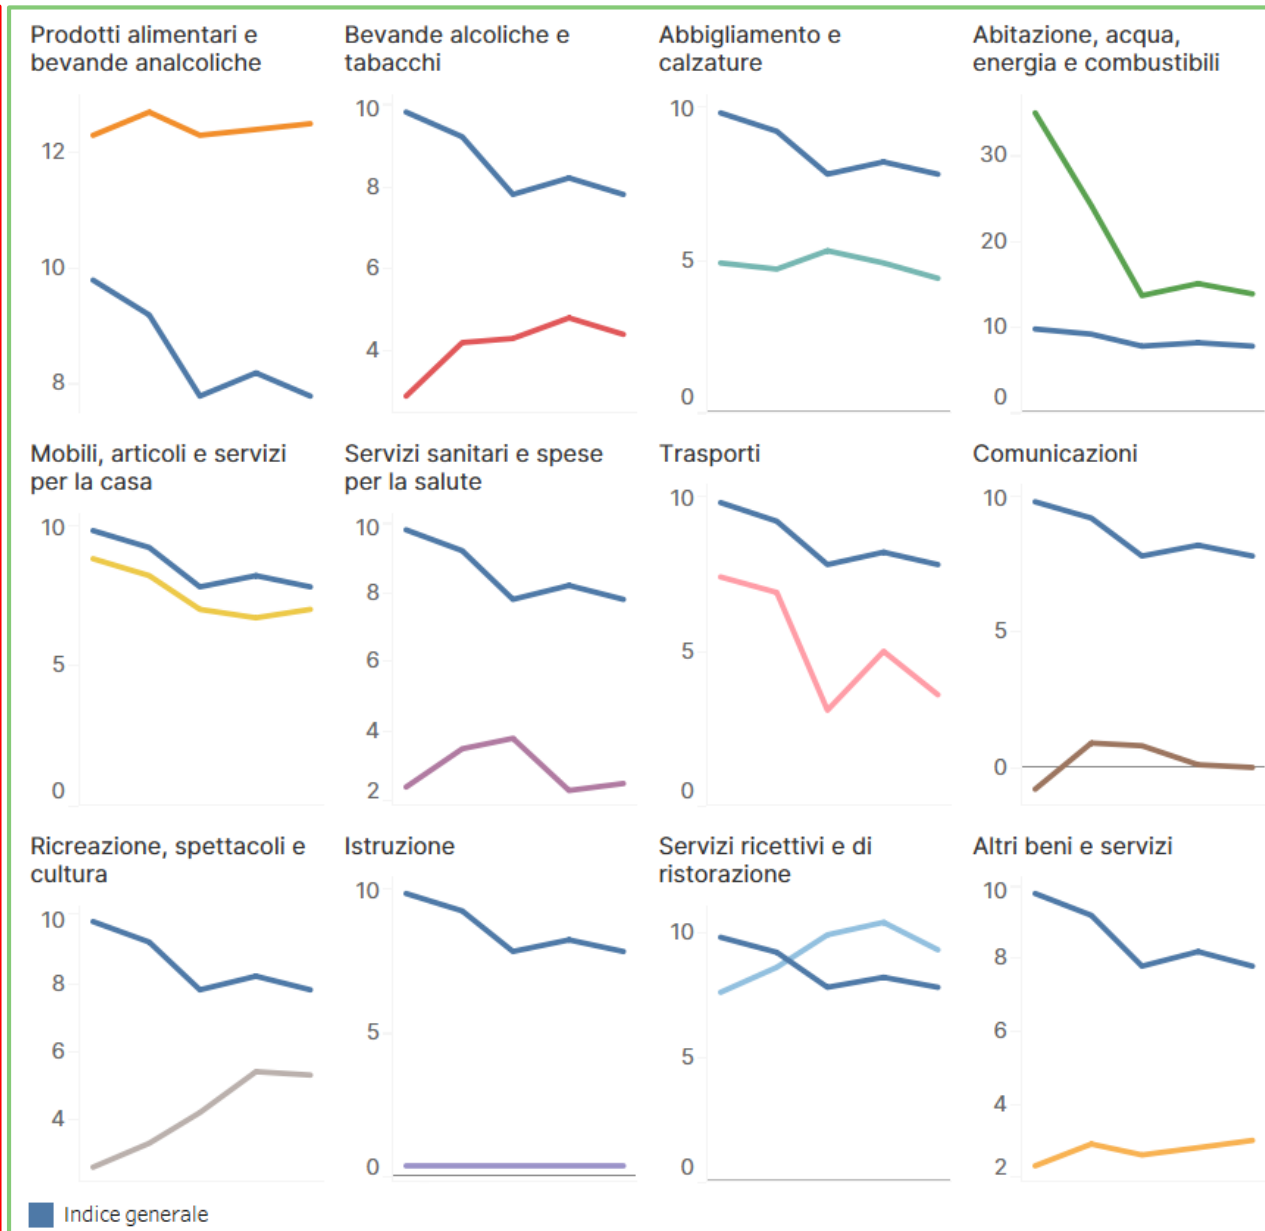 Prodotti alimentari e
bevande analcoliche
12
10
8
Bevande alcoliche e
tabacchi
10
8
6
4
Abbigliamento e
calzature
10
5
0
Abitazione, acqua,
energia e combustibili
30
20
10
0
Mobili, articoli e servizi
per la casa
10
5
0
Servizi sanitari e spese
per la salute
10
8
6
4
2
Trasporti
10
5
0
Comunicazioni
10
5
0
Ricreazione, spettacoli e
cultura
10
8
6
4
Istruzione
10
5
0
Servizi ricettivi e di
ristorazione
10
5
0
Altri beni e servizi
10
8
6
4
2
Indice generale